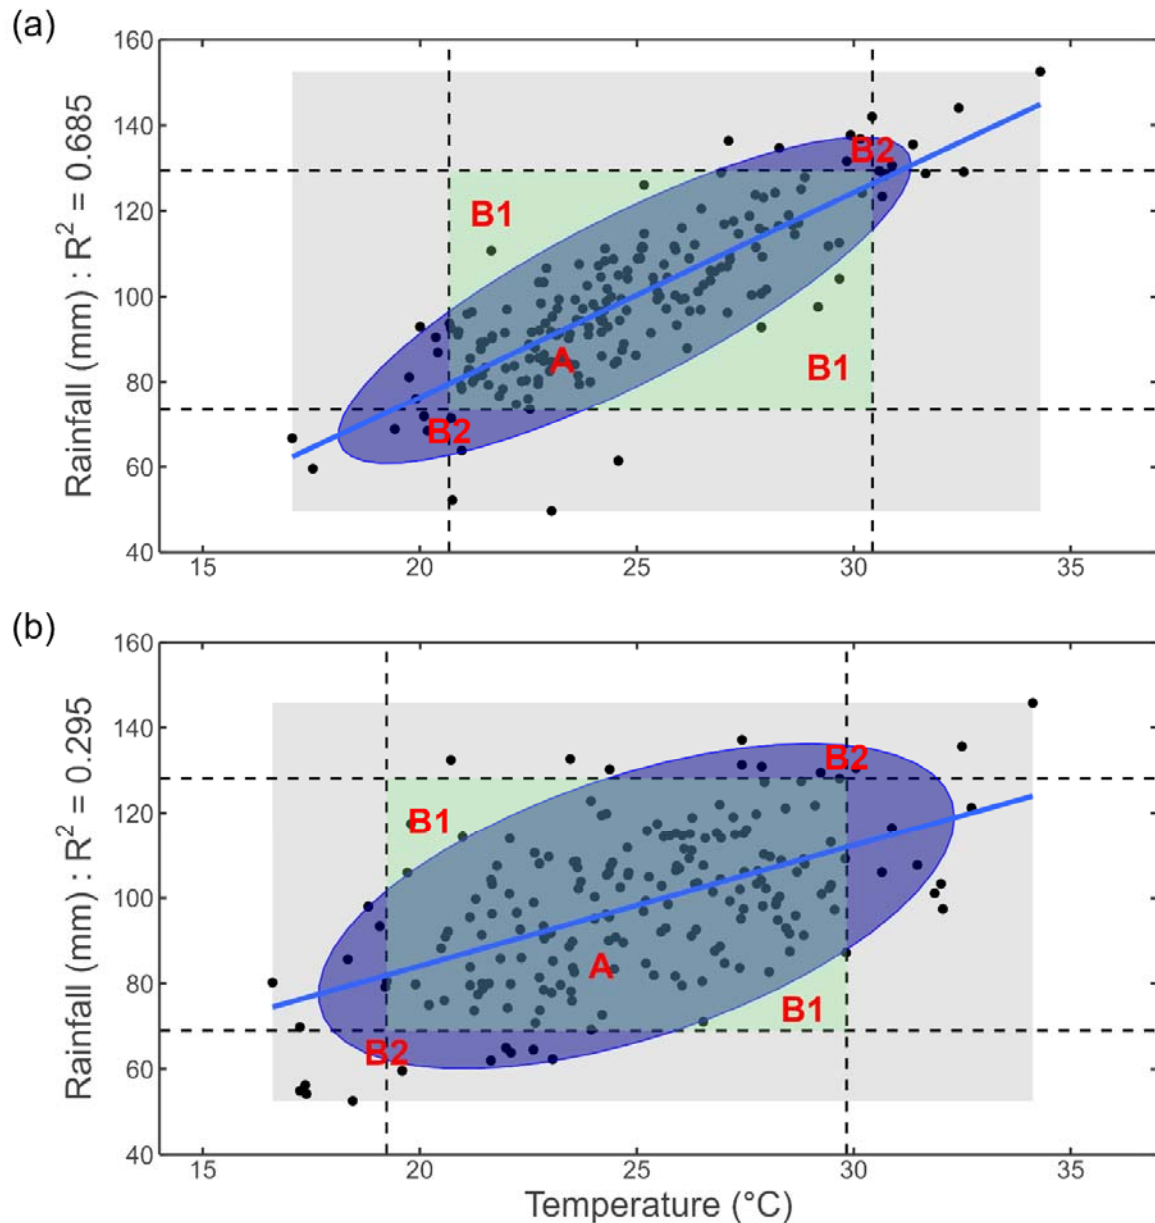 (a)
160
140
120
100
80
60
40
Rainfall (mm) : R² = 0.685
B2
B1
A
B1
B2
15 20 25 30 35
(b)
160
140
120
100
80
60
40
Rainfall (mm) : R² = 0.295
B2
B1
A
B1
B2
15 20 25 30 35
Temperature (°C)